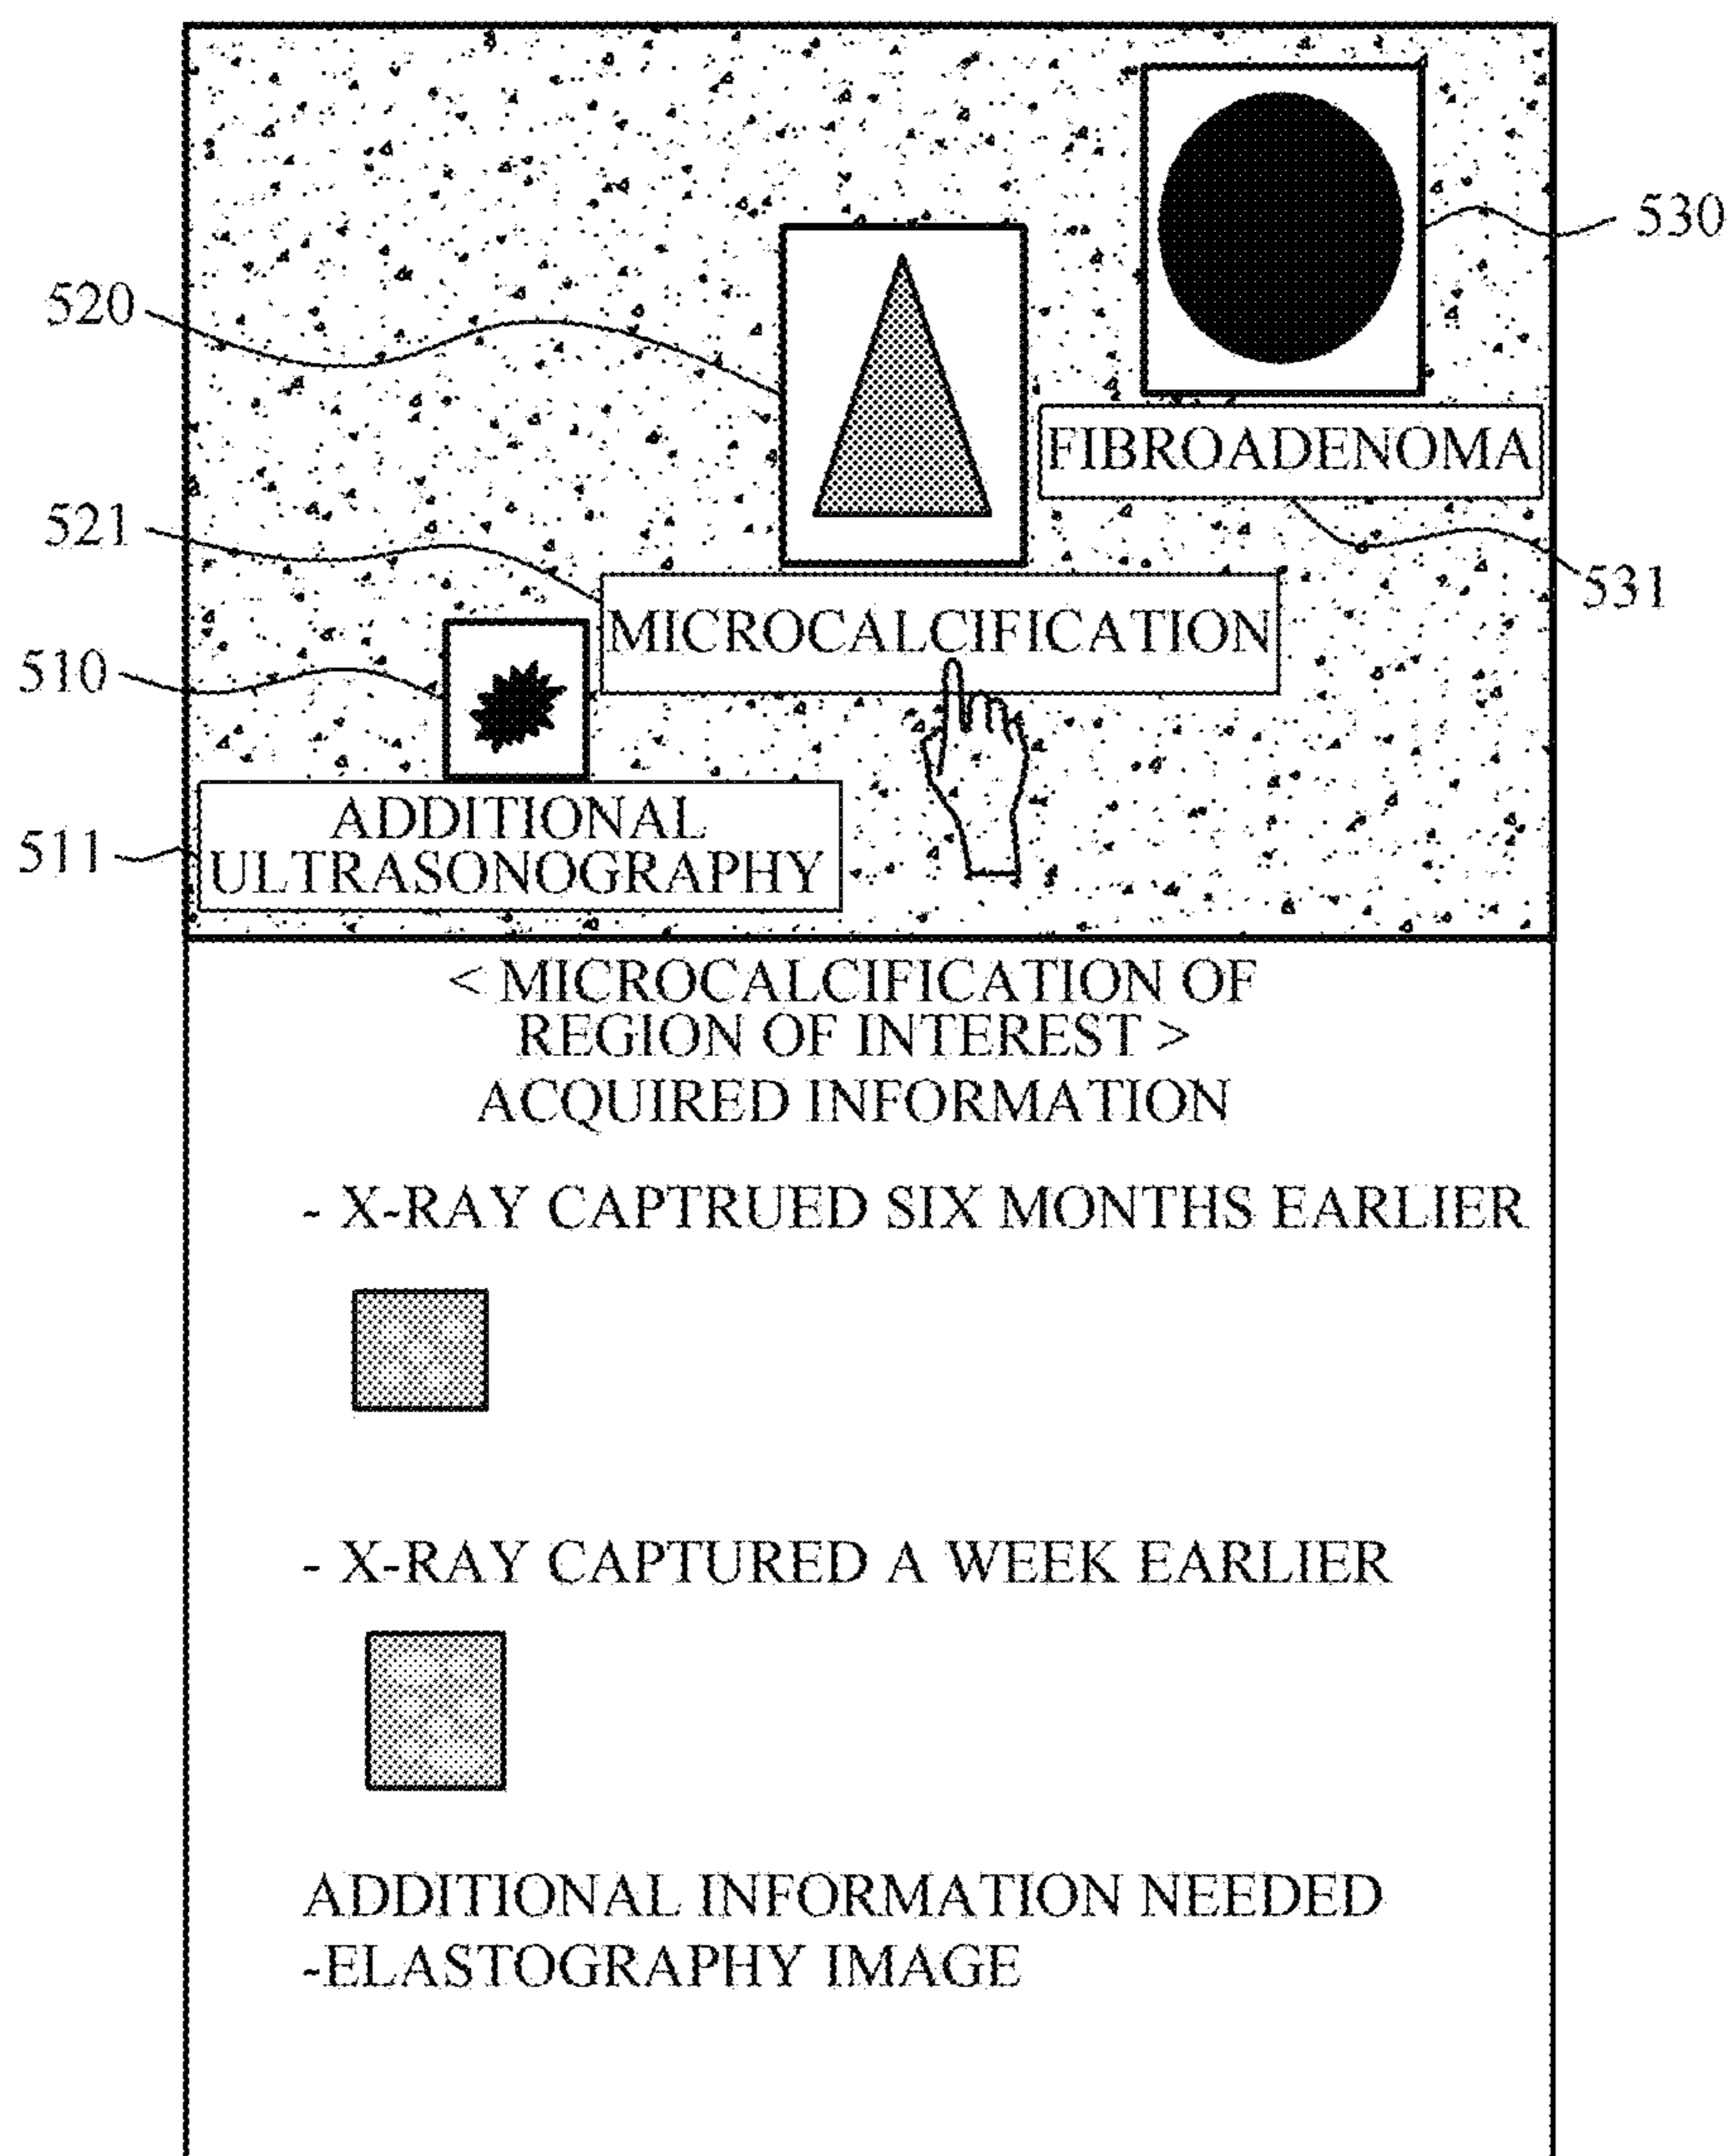 530
520
FIBROADENOMA
521
531
MICROCALCIFICATION
510
ADDITIONAL
ULTRASONOGRAPHY
511
< MICROCALCIFICATION OF
REGION OF INTEREST >
ACQUIRED INFORMATION
- X-RAY CAPTRUED SIX MONTHS EARLIER
- X-RAY CAPTURED A WEEK EARLIER
ADDITIONAL INFORMATION NEEDED
-ELASTOGRAPHY IMAGE